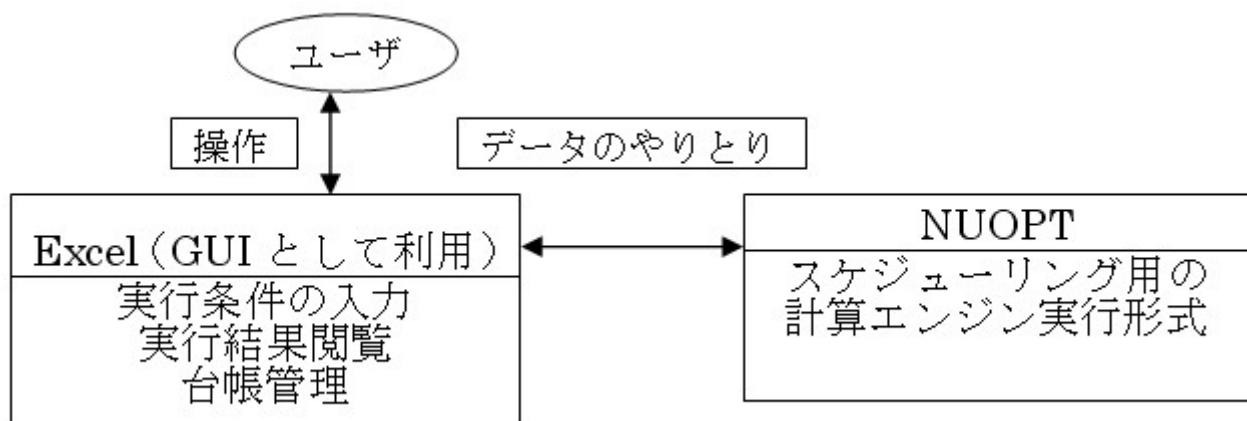 ユーザ
操作
データのやりとり
Excel（GUI として利用）
実行条件の入力
実行結果閲覧
台帳管理
NUOPT
スケジューリング用の
計算エンジン実行形式